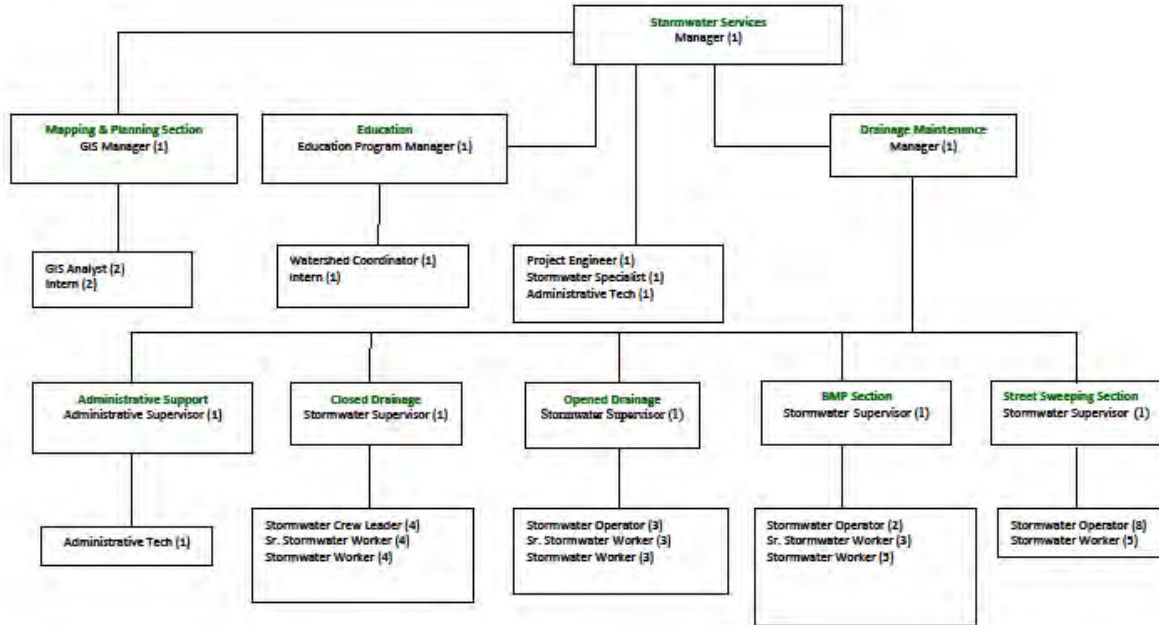 Stormwater Services
Manager (1)
Mapping & Planning Section
GIS Manager (1)
Education
Education Program Manager (1)
Drainage Maintenance
Manager (1)
GIS Analyst (2)
Intern (2)
Watershed Coordinator (1)
Intern (1)
Project Engineer (1)
Stormwater Specialist (1)
Administrative Tech (1)
Administrative Support
Administrative Supervisor (1)
Closed Drainage
Stormwater Supervisor (1)
Opened Drainage
Stormwater Supervisor (1)
BMP Section
Stormwater Supervisor (1)
Street Sweeping Section
Stormwater Supervisor (1)
Administrative Tech (1)
Stormwater Crew Leader (4)
Sr. Stormwater Worker (4)
Stormwater Worker (4)
Stormwater Operator (3)
Sr. Stormwater Worker (3)
Stormwater Worker (3)
Stormwater Operator (2)
Sr. Stormwater Worker (3)
Stormwater Worker (5)
Stormwater Operator (8)
Stormwater Worker (5)